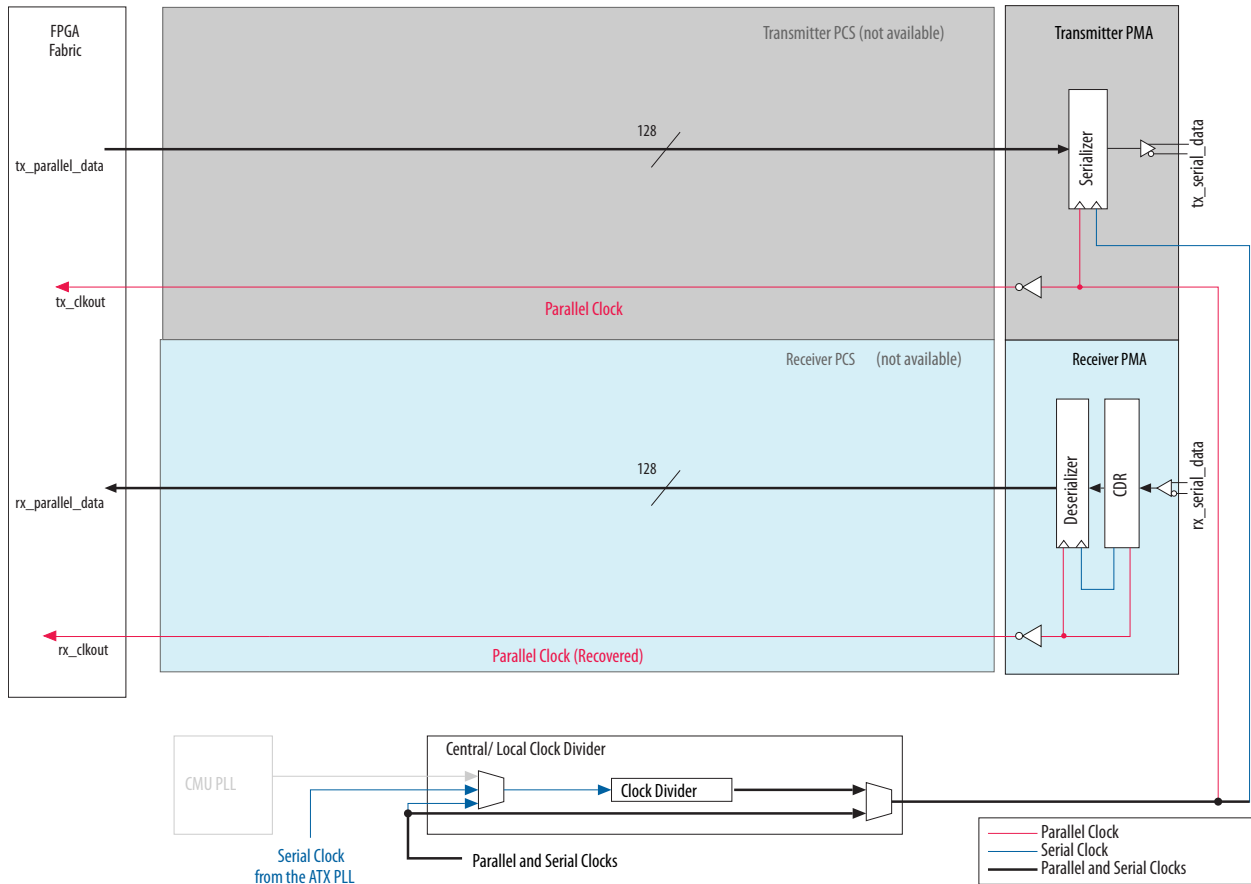 FPGA
Fabric
Transmitter PCS (not available)
Transmitter PMA
128
tx_parallel_data
Serializer
tx_serial_data
tx_clkout
Parallel Clock
Receiver PCS (not available)
Receiver PMA
128
rx_parallel_data
Deserializer
CDR
rx_serial_data
rx_clkout
Parallel Clock (Recovered)
Central/ Local Clock Divider
CMU PLL
Clock Divider
Serial Clock
from the ATX PLL
Parallel and Serial Clocks
Parallel Clock
Serial Clock
Parallel and Serial Clocks